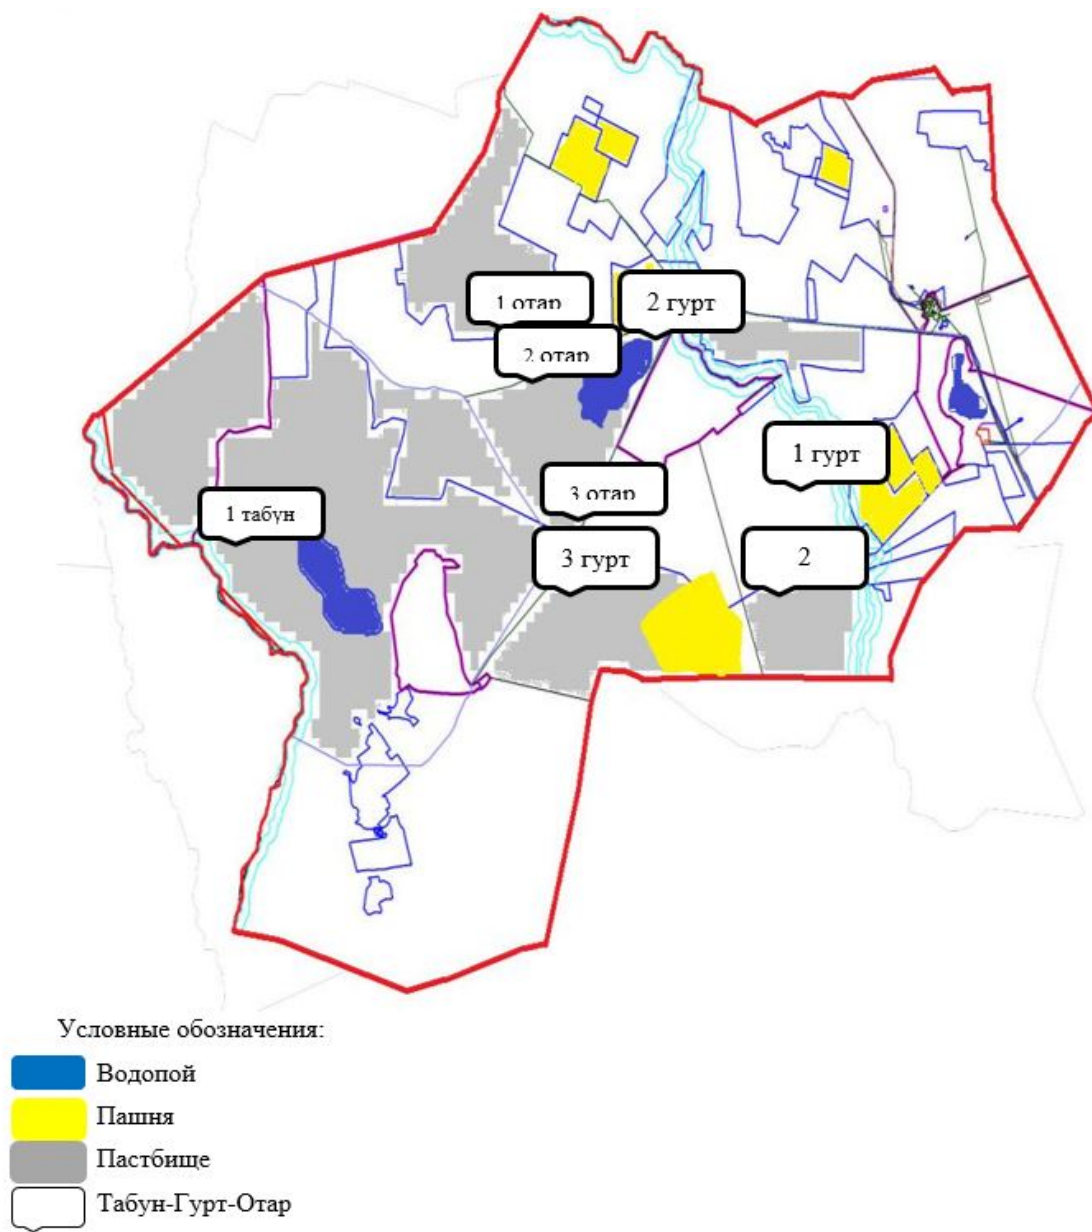 1 отар
2 гурт
2 отар
1 гурт
3 отар
1 табун
3 гурт
2
Условные обозначения:
Водопой
Пашня
Пастбище
Табун-Гурт-Отар